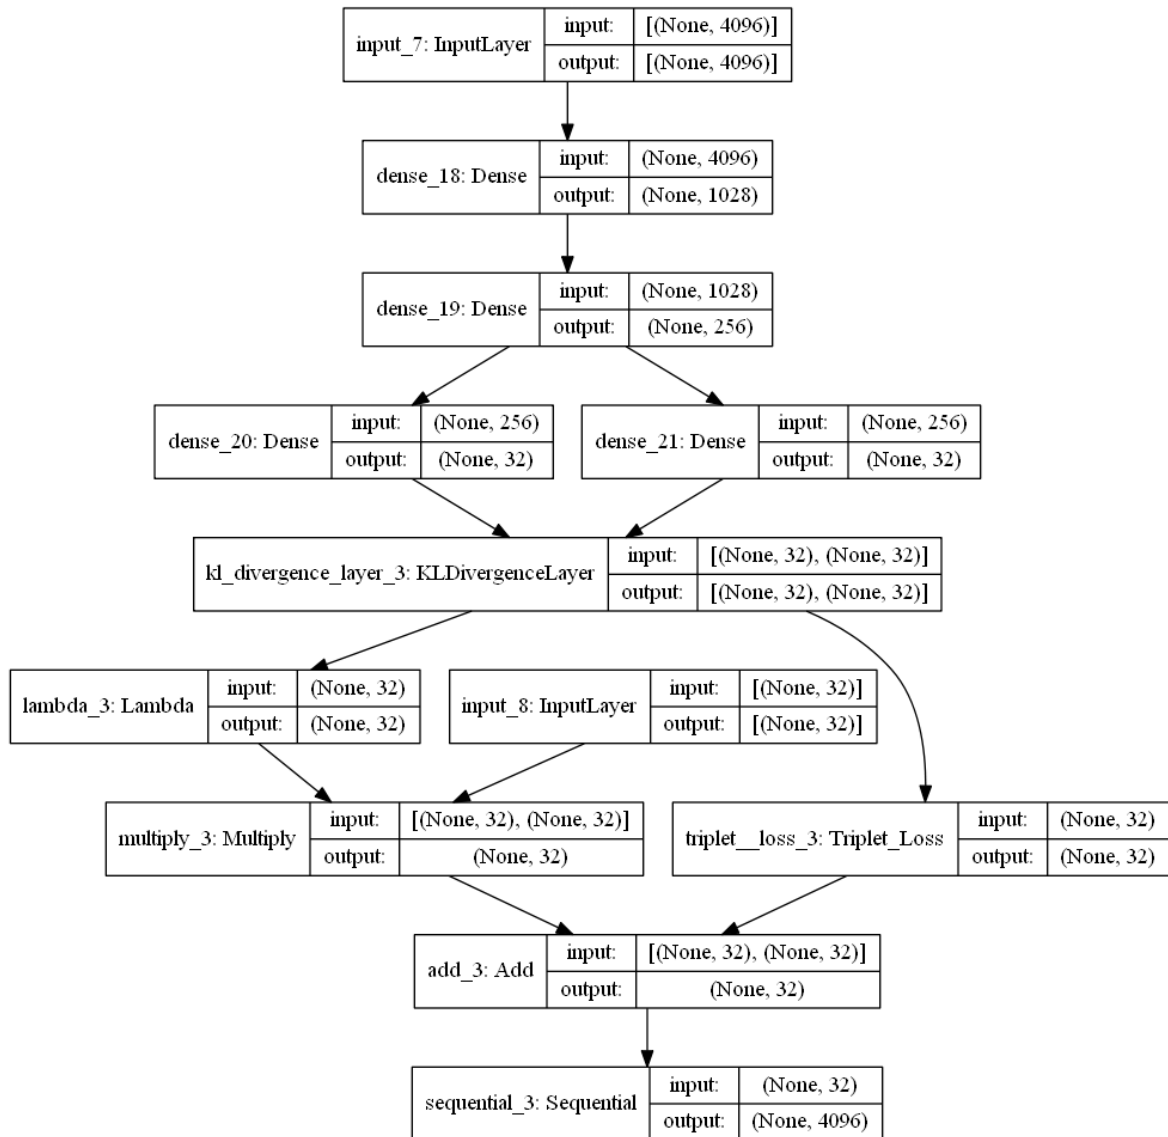 input_7: InputLayer
input: [(None, 4096)]
output: [(None, 4096)]
dense_18: Dense
input: (None, 4096)
output: (None, 1028)
dense_19: Dense
input: (None, 1028)
output: (None, 256)
dense_20: Dense
input: (None, 256)
output: (None, 32)
dense_21: Dense
input: (None, 256)
output: (None, 32)
kl_divergence_layer_3: KLDivergenceLayer
input: [(None, 32), (None, 32)]
output: [(None, 32), (None, 32)]
lambda_3: Lambda
input: (None, 32)
output: (None, 32)
input_8: InputLayer
input: [(None, 32)]
output: [(None, 32)]
multiply_3: Multiply
input: [(None, 32), (None, 32)]
output: (None, 32)
triplet__loss_3: Triplet_Loss
input: (None, 32)
output: (None, 32)
add_3: Add
input: [(None, 32), (None, 32)]
output: (None, 32)
sequential_3: Sequential
input: (None, 32)
output: (None, 4096)